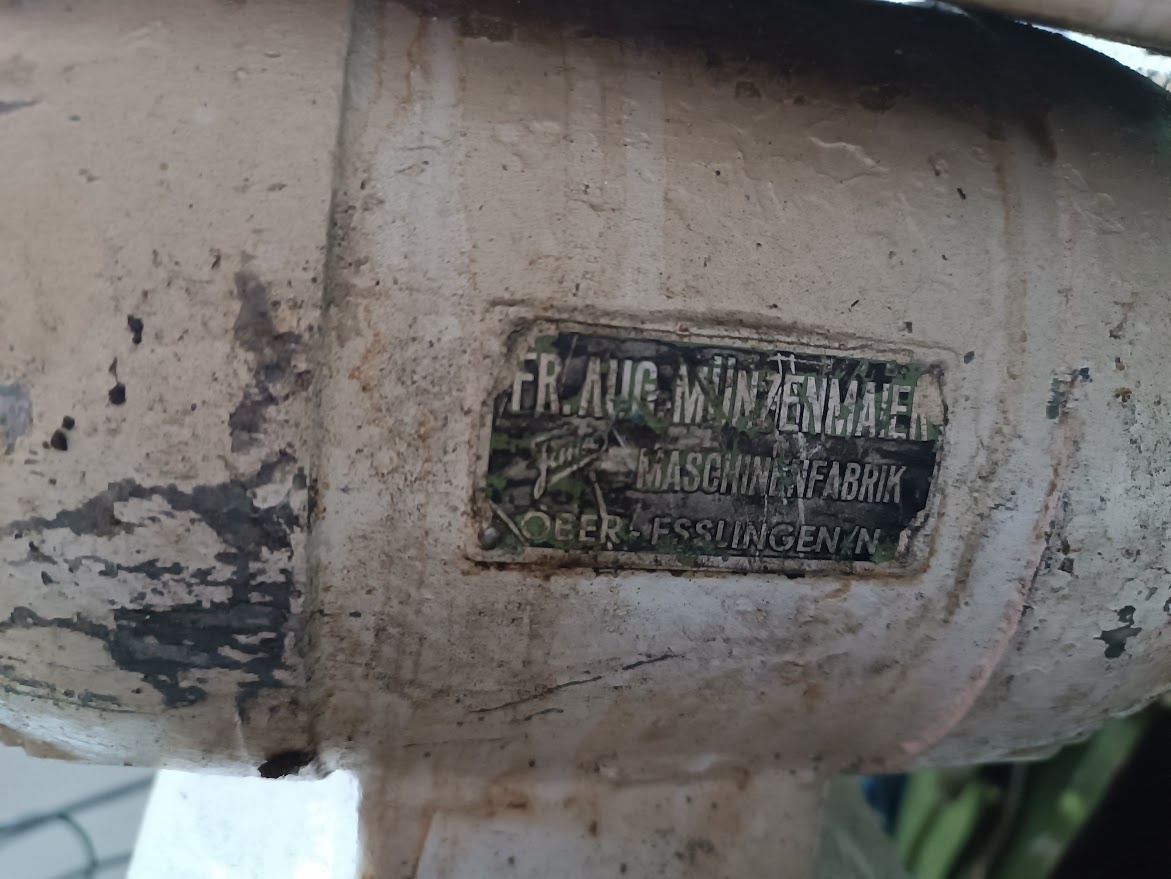 FR. AUG. MÜNZENMAIER
MASCHINENFABRIK
OBER-ESSLINGEN/N